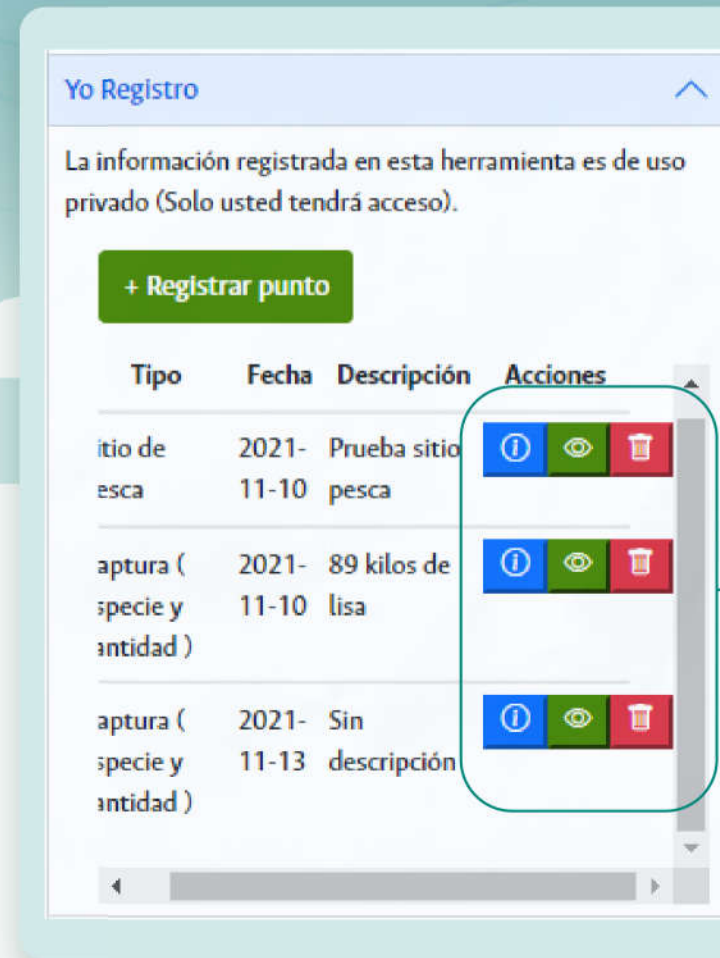 Yo Registro
La información registrada en esta herramienta es de uso
privado (Solo usted tendrá acceso).
+ Registrar punto
Tipo Fecha Descripción Acciones
itio de 2021- Prueba sitio
esca 11-10 pesca
aptura ( 2021- 89 kilos de
specie y 11-10 lisa
antidad )
aptura ( 2021- Sin
specie y 11-13 descripción
antidad )